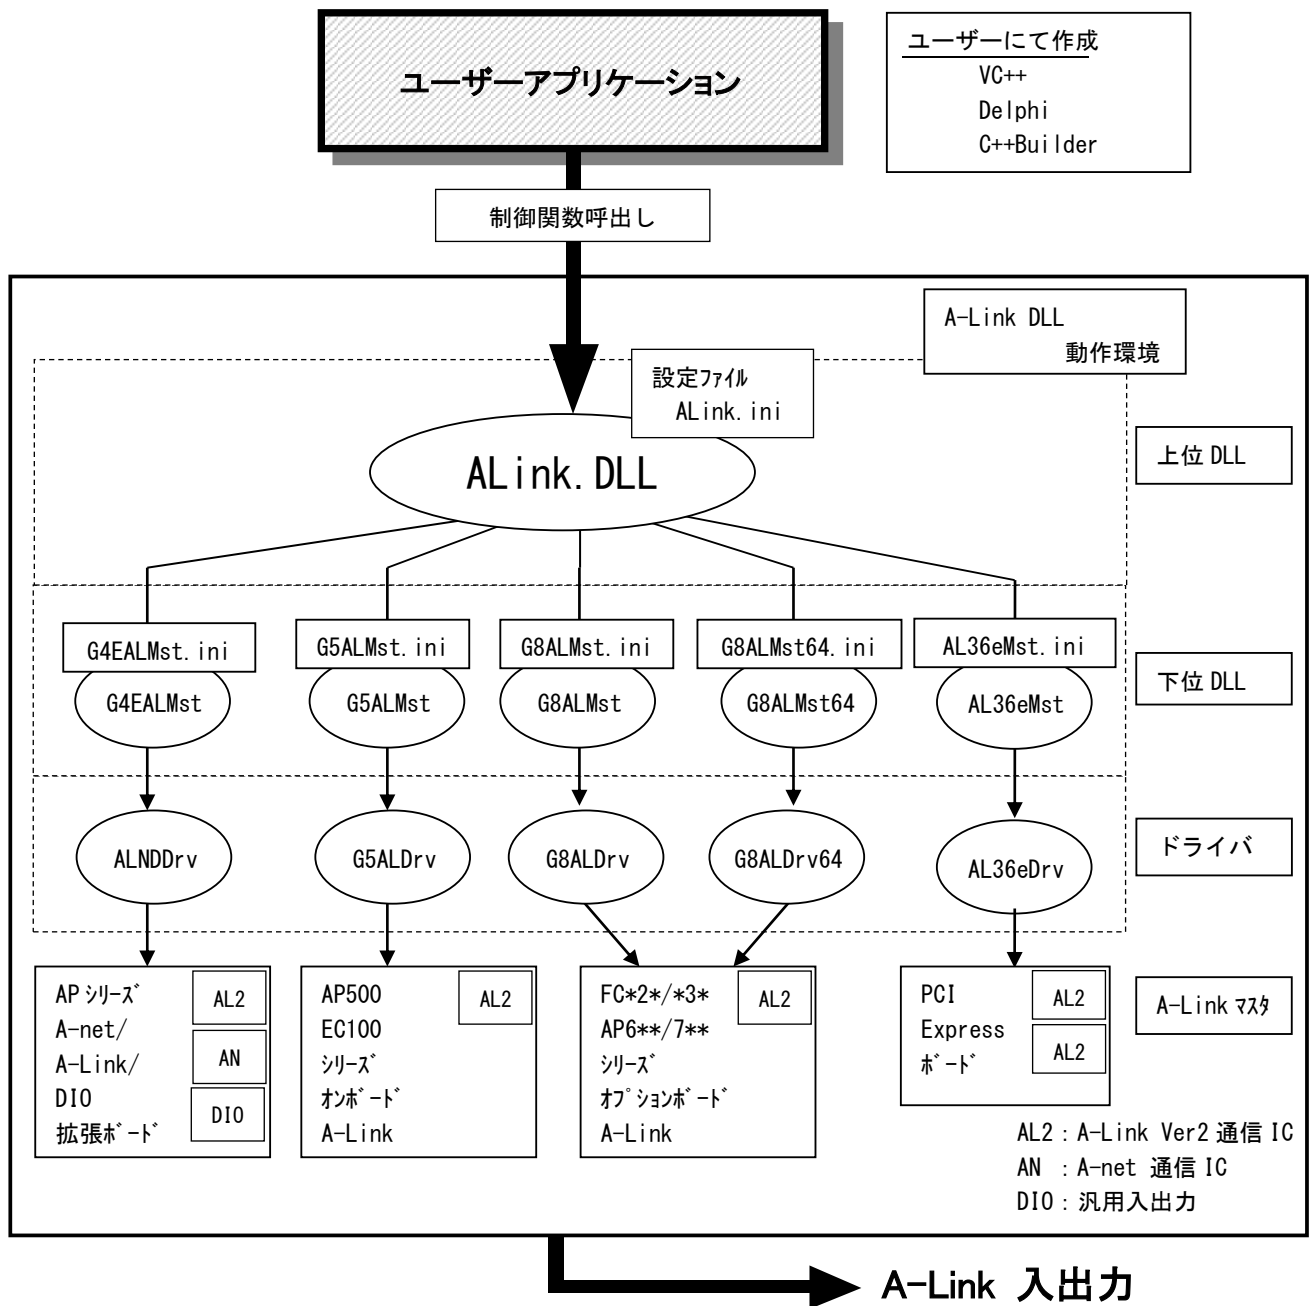 ユーザーアプリケーション
ユーザーにて作成
VC++
Delphi
C++Builder
制御関数呼出し
A-Link DLL
動作環境
設定ﾌｧｲﾙ
ALink.ini
ALink.DLL
上位 DLL
G4EALMst.ini
G5ALMst.ini
G8ALMst.ini
G8ALMst64.ini
AL36eMst.ini
G4EALMst
G5ALMst
G8ALMst
G8ALMst64
AL36eMst
下位 DLL
ALNDDrv
G5ALDrv
G8ALDrv
G8ALDrv64
AL36eDrv
ドライバ
AP ｼﾘｰｽﾞ
A-net/
A-Link/
DIO
拡張ﾎﾞｰﾄﾞ
AL2
AN
DIO
AP500
EC100
ｼﾘｰｽﾞ
ｵﾝﾎﾞｰﾄﾞ
A-Link
AL2
FC*2*/*3*
AP6**/7**
ｼﾘｰｽﾞ
ｵﾌﾟｼｮﾝﾎﾞｰﾄﾞ
A-Link
AL2
PCI
Express
ﾎﾞｰﾄﾞ
AL2
AL2
A-Link ﾏｽﾀ
AL2：A-Link Ver2 通信 IC
AN ：A-net 通信 IC
DIO：汎用入出力
A-Link 入出力